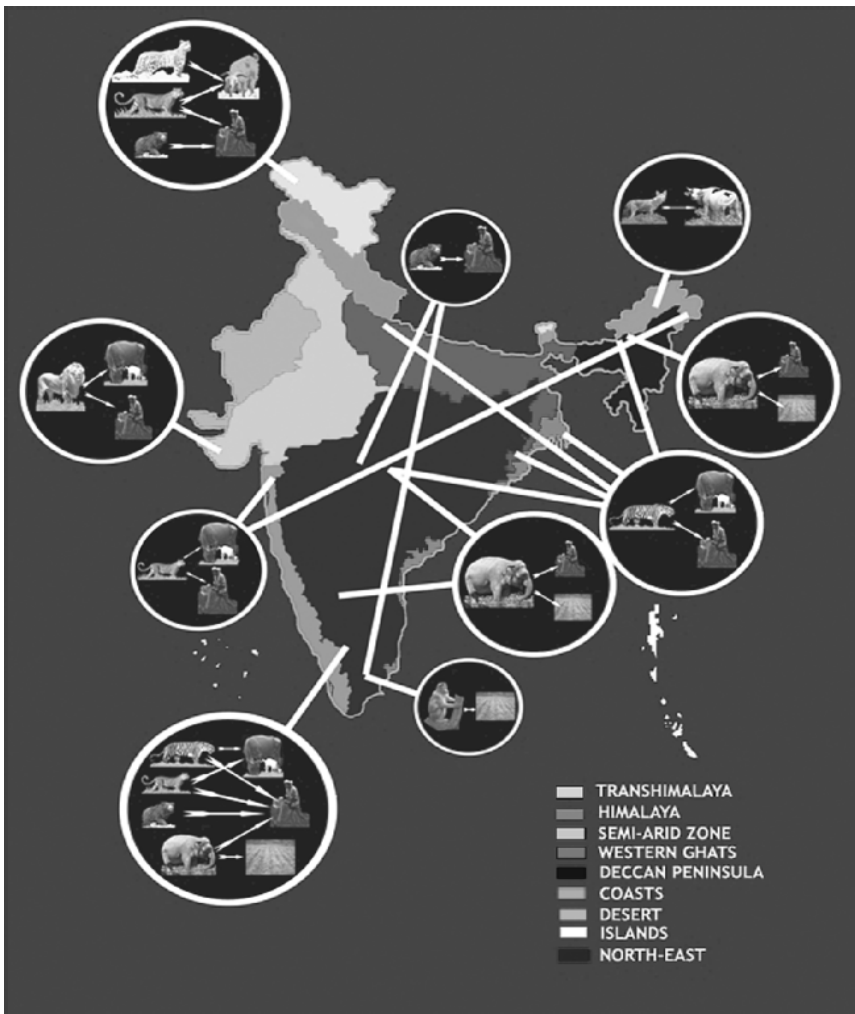 TRANSHIMALAYA
HIMALAYA
SEMI-ARID ZONE
WESTERN GHATS
DECCAN PENINSULA
COASTS
DESERT
ISLANDS
NORTH-EAST